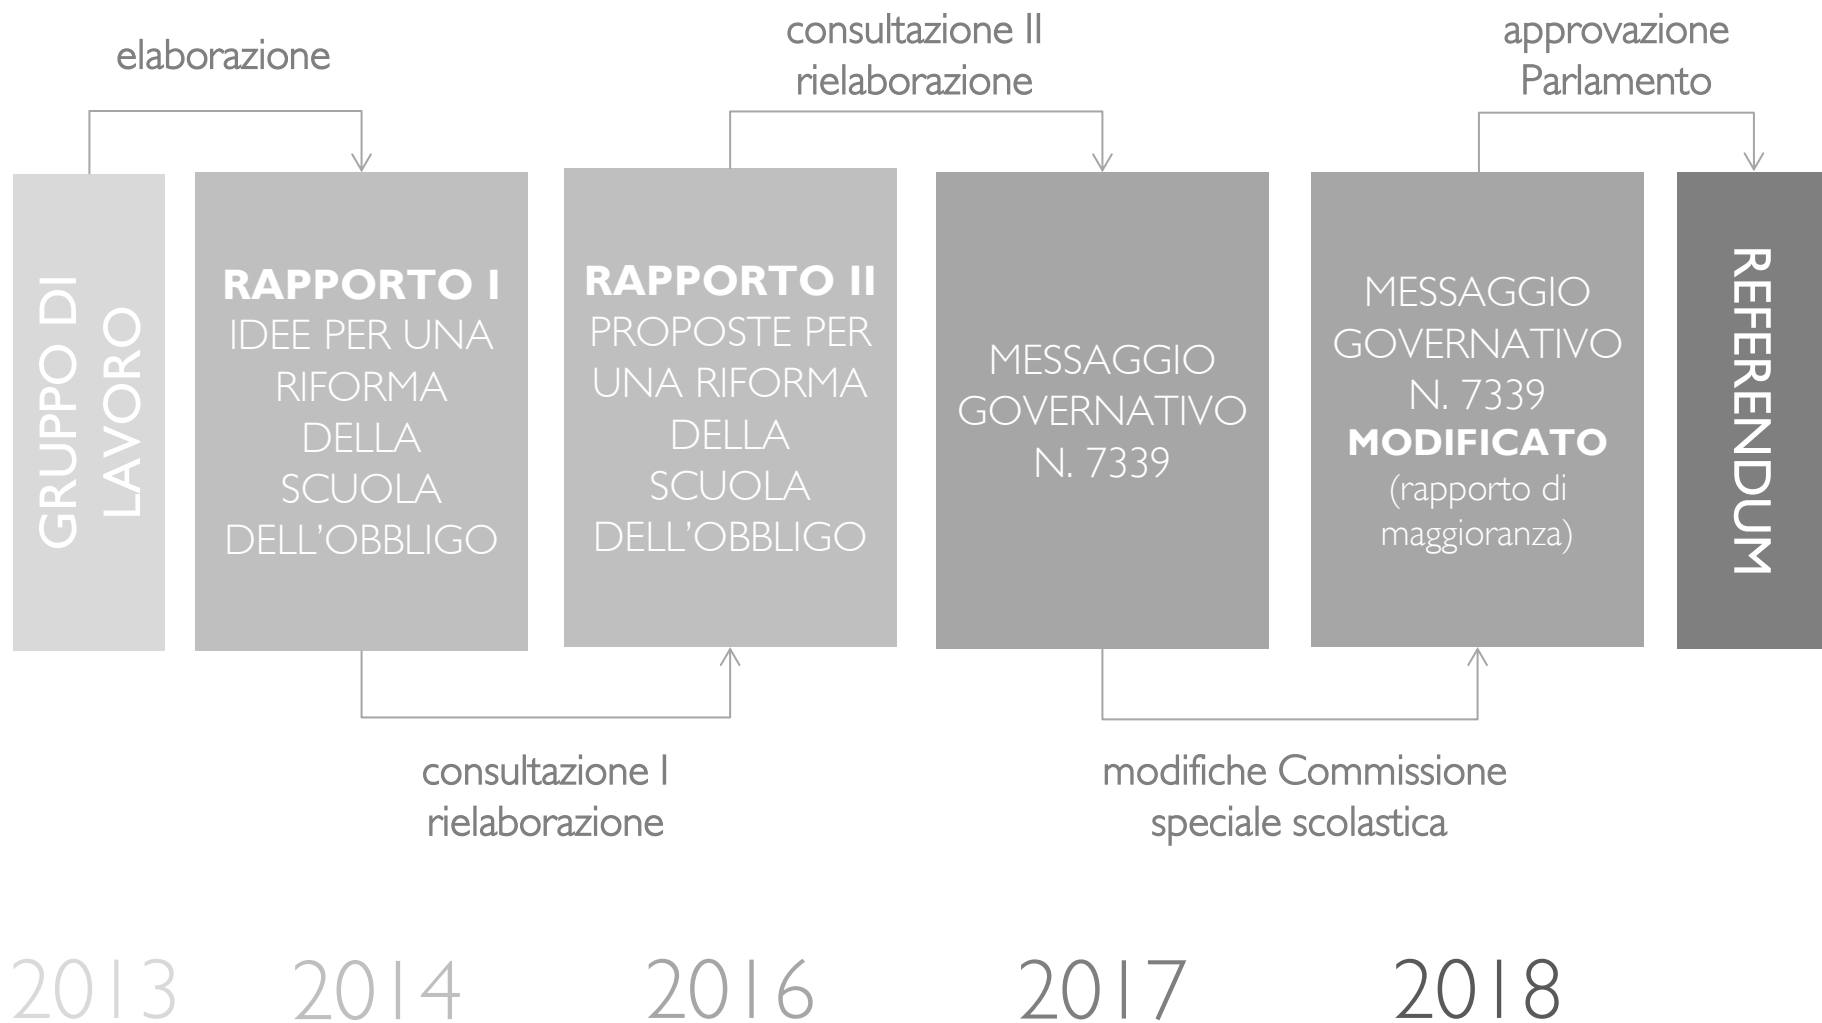 elaborazione
consultazione II
rielaborazione
approvazione
Parlamento
GRUPPO DI
LAVORO
RAPPORTO I
IDEE PER UNA
RIFORMA
DELLA
SCUOLA
DELL’OBBLIGO
RAPPORTO II
PROPOSTE PER
UNA RIFORMA
DELLA
SCUOLA
DELL’OBBLIGO
MESSAGGIO
GOVERNATIVO
N. 7339
MESSAGGIO
GOVERNATIVO
N. 7339
MODIFICATO
(rapporto di
maggioranza)
REFERENDUM
consultazione I
rielaborazione
modifiche Commissione
speciale scolastica
2013
2014
2016
2017
2018